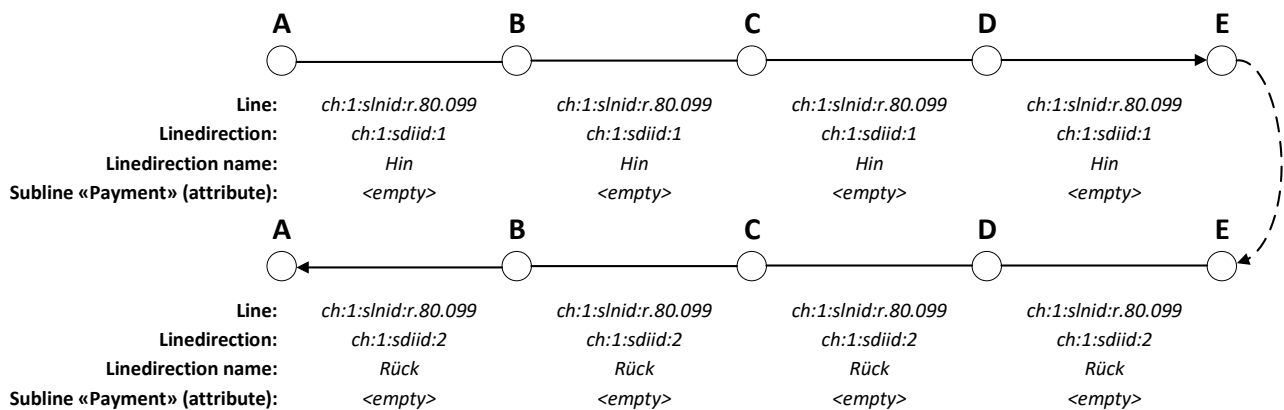 A B C D E
Line: ch:1:slnid:r.80.099 ch:1:slnid:r.80.099 ch:1:slnid:r.80.099 ch:1:slnid:r.80.099
Linedirection: ch:1:sdiid:1 ch:1:sdiid:1 ch:1:sdiid:1 ch:1:sdiid:1
Linedirection name: Hin Hin Hin Hin
Subline «Payment» (attribute): <empty> <empty> <empty> <empty>
A B C D E
Line: ch:1:slnid:r.80.099 ch:1:slnid:r.80.099 ch:1:slnid:r.80.099 ch:1:slnid:r.80.099
Linedirection: ch:1:sdiid:2 ch:1:sdiid:2 ch:1:sdiid:2 ch:1:sdiid:2
Linedirection name: Rück Rück Rück Rück
Subline «Payment» (attribute): <empty> <empty> <empty> <empty>